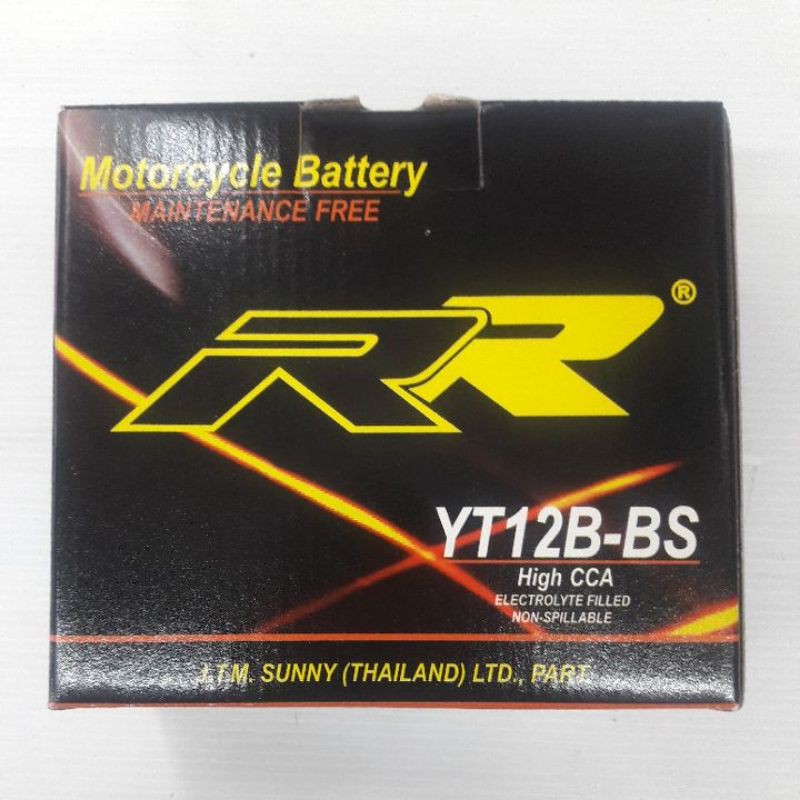 Motorcycle Battery
MAINTENANCE FREE
RR®
YT12B-BS
High CCA
ELECTROLYTE FILLED
NON-SPILLABLE
J.T.M. SUNNY (THAILAND) LTD., PART.